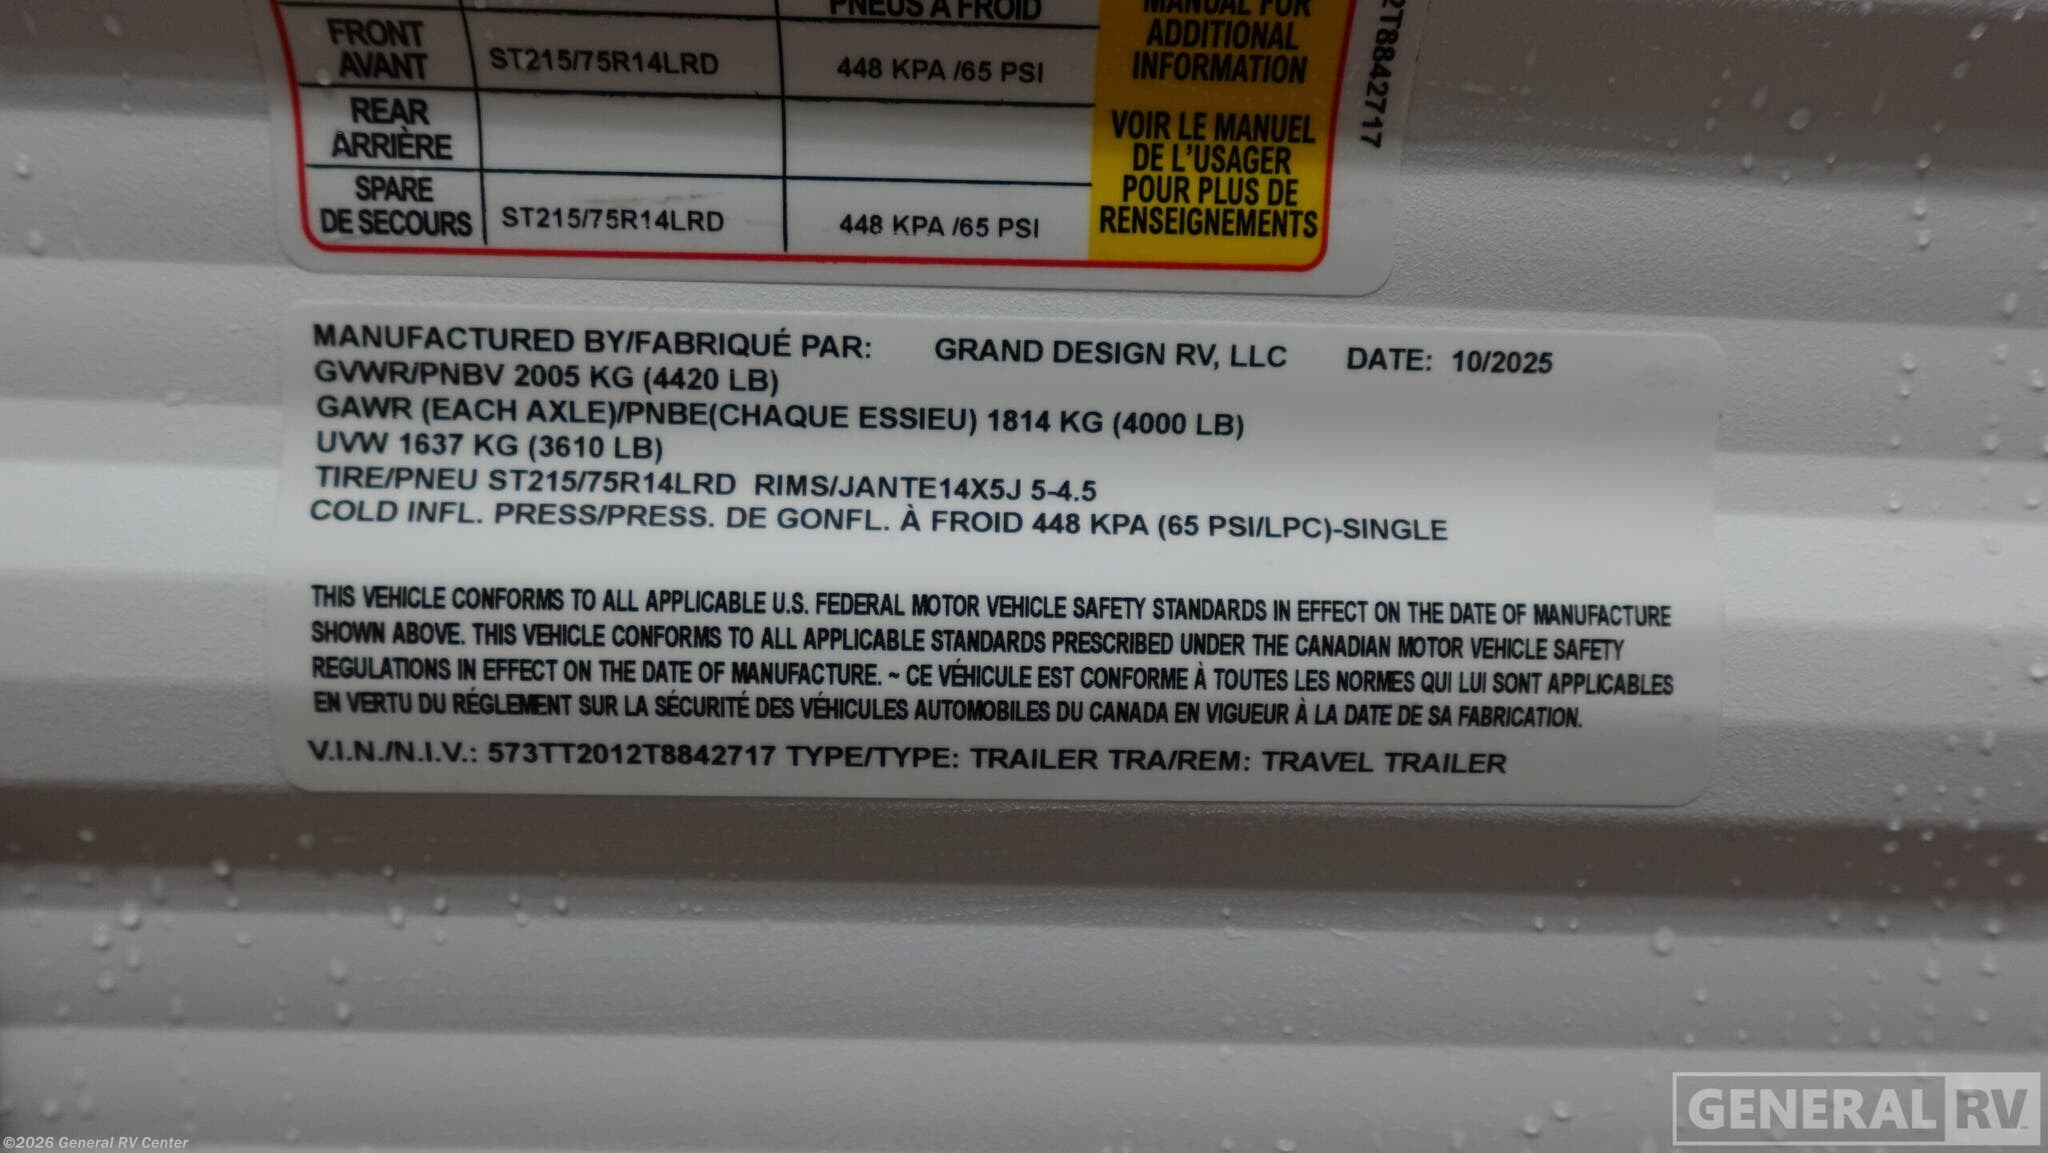 PNEUS À FROID
MANUAL FOR
ADDITIONAL
INFORMATION
FRONT
AVANT
ST215/75R14LRD
448 KPA /65 PSI
REAR
ARRIÈRE
VOIR LE MANUEL
DE L'USAGER
POUR PLUS DE
RENSEIGNEMENTS
SPARE
DE SECOURS
ST215/75R14LRD
448 KPA /65 PSI
2T8842717
MANUFACTURED BY/FABRIQUÉ PAR: GRAND DESIGN RV, LLC DATE: 10/2025
GVWR/PNBV 2005 KG (4420 LB)
GAWR (EACH AXLE)/PNBE(CHAQUE ESSIEU) 1814 KG (4000 LB)
UVW 1637 KG (3610 LB)
TIRE/PNEU ST215/75R14LRD RIMS/JANTE14X5J 5-4.5
COLD INFL. PRESS/PRESS. DE GONFL. À FROID 448 KPA (65 PSI/LPC)-SINGLE
THIS VEHICLE CONFORMS TO ALL APPLICABLE U.S. FEDERAL MOTOR VEHICLE SAFETY STANDARDS IN EFFECT ON THE DATE OF MANUFACTURE
SHOWN ABOVE. THIS VEHICLE CONFORMS TO ALL APPLICABLE STANDARDS PRESCRIBED UNDER THE CANADIAN MOTOR VEHICLE SAFETY
REGULATIONS IN EFFECT ON THE DATE OF MANUFACTURE. ~ CE VÉHICULE EST CONFORME À TOUTES LES NORMES QUI LUI SONT APPLICABLES
EN VERTU DU RÉGLEMENT SUR LA SÉCURITÉ DES VÉHICULES AUTOMOBILES DU CANADA EN VIGUEUR À LA DATE DE SA FABRICATION.
V.I.N./N.I.V.: 573TT2012T8842717 TYPE/TYPE: TRAILER TRA/REM: TRAVEL TRAILER
GENERAL RV
©2026 General RV Center